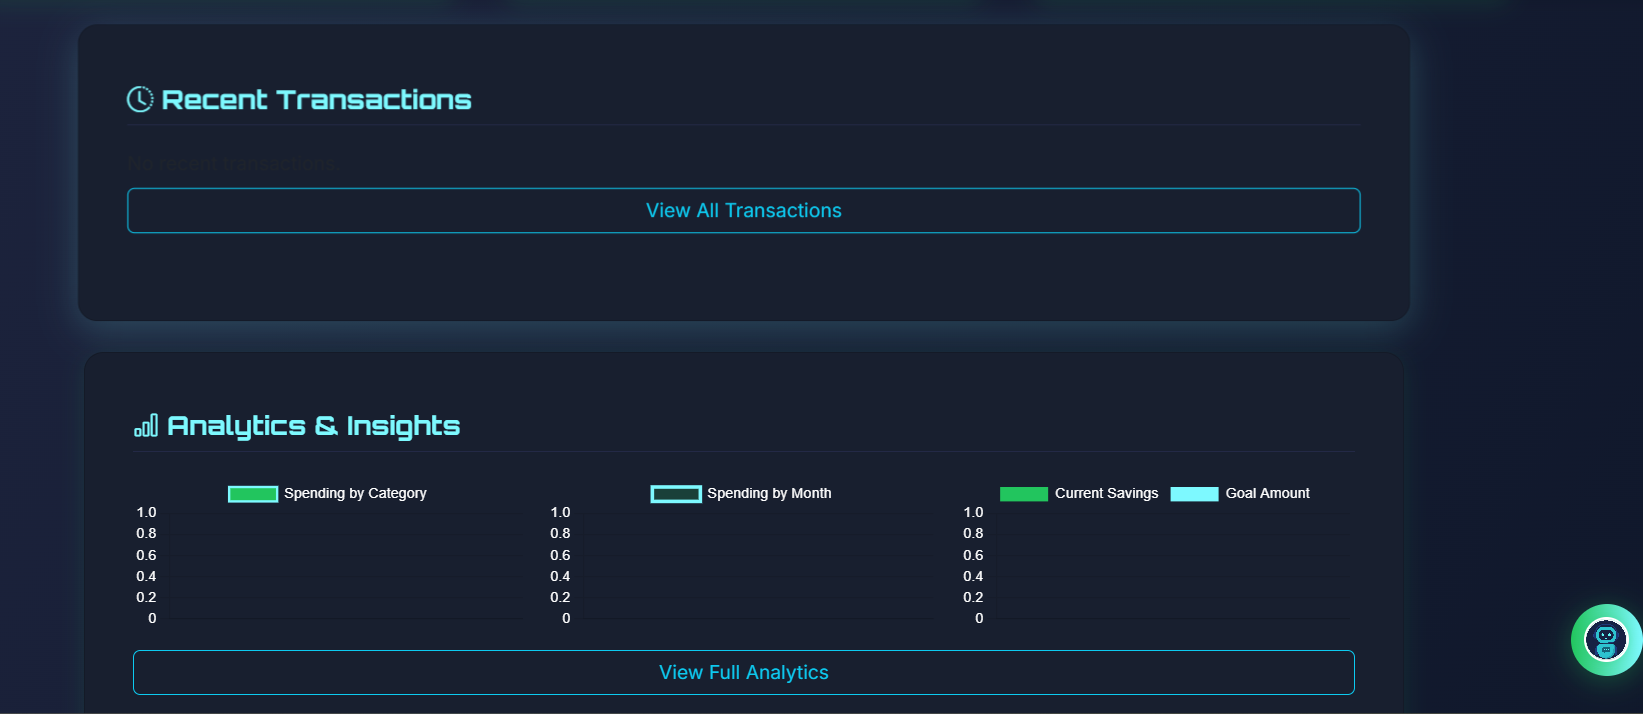 Recent Transactions
No recent transactions.
View All Transactions
Analytics & Insights
Spending by Category
Spending by Month
Current Savings Goal Amount
1.0 1.0 1.0
0.8 0.8 0.8
0.6 0.6 0.6
0.4 0.4 0.4
0.2 0.2 0.2
0 0 0
View Full Analytics